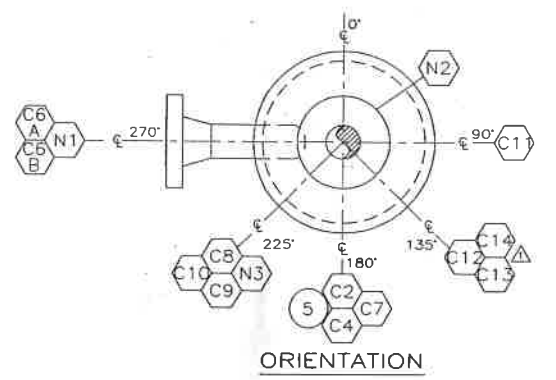 ℄ 0°
N2
C6 A
N1
C6 B
℄ 270°
90° ℄
C11
℄ 225°
℄ 180°
135° ℄
C8
C10
N3
C9
C2
5
C7
C4
C14
C12
1
C13
ORIENTATION